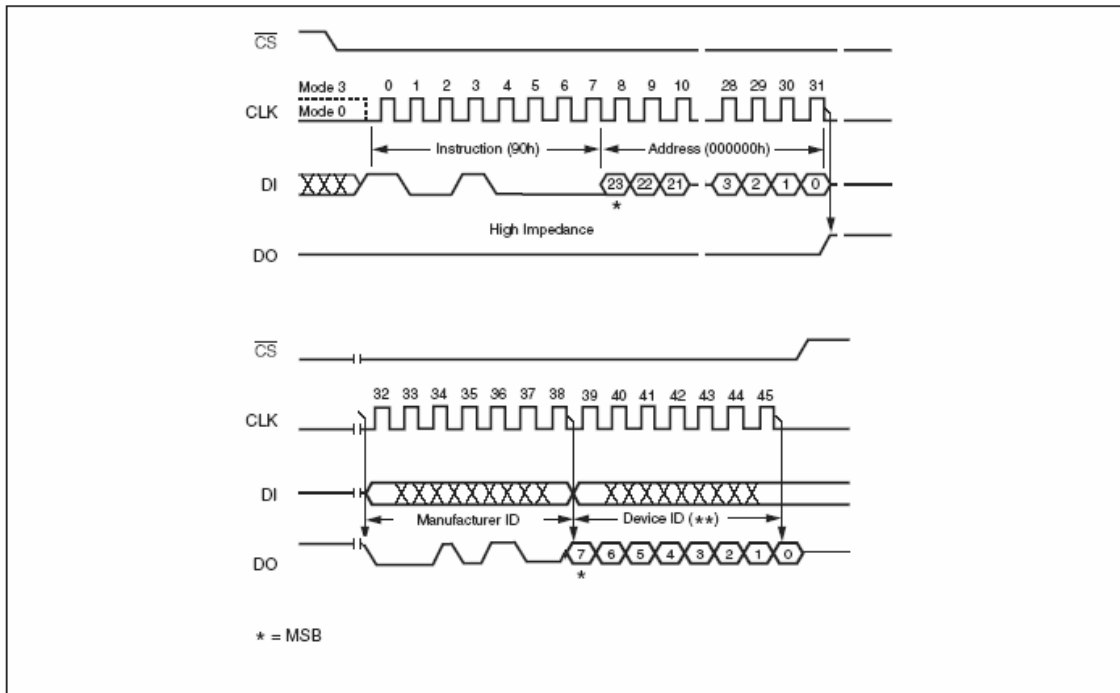 CS
Mode 3 0 1 2 3 4 5 6 7 8 9 10 28 29 30 31
CLK Mode 0
Instruction (90h) Address (000000h)
DI 23 22 21 3 2 1 0
*
High Impedance
DO
CS
32 33 34 35 36 37 38 39 40 41 42 43 44 45
CLK
DI
Manufacturer ID Device ID (**)
DO 7 6 5 4 3 2 1 0
*
* = MSB